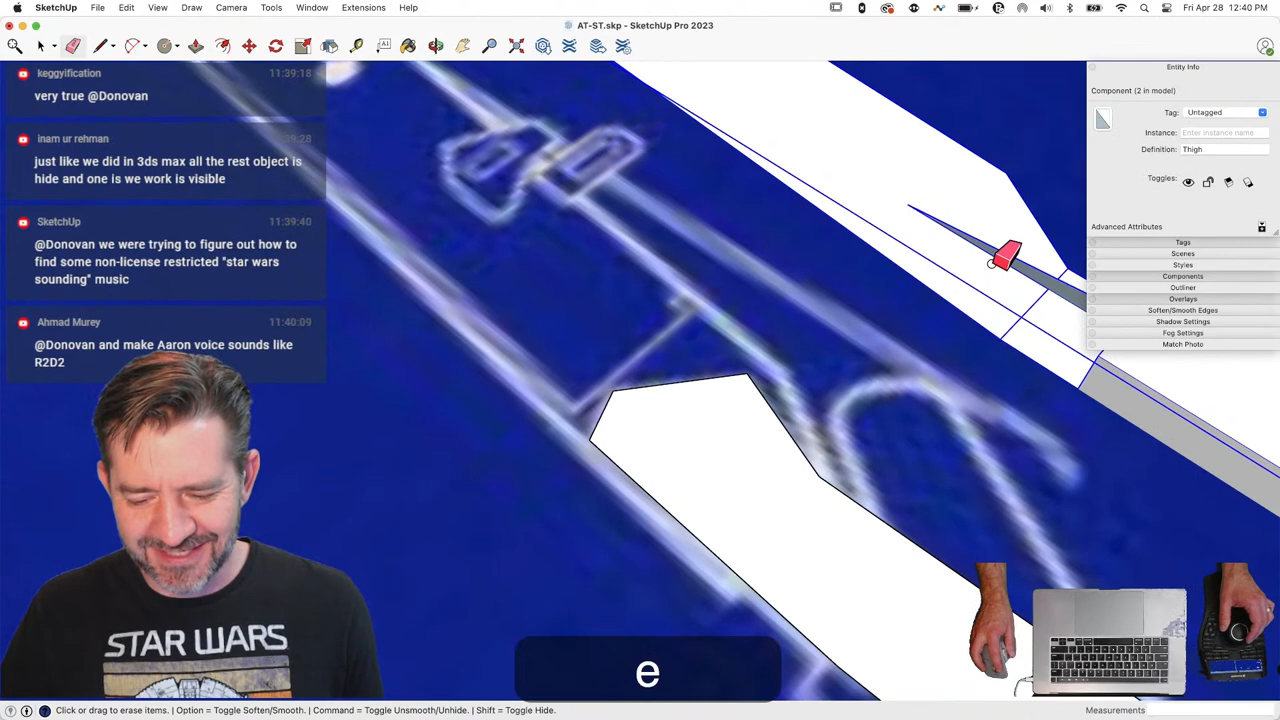 SketchUp File Edit View Draw Camera Tools Window Extensions Help
Fri Apr 28 12:40 PM
AT-ST.skp - SketchUp Pro 2023
keggyification 11:39:18
very true @Donovan
inam ur rehman 11:39:28
just like we did in 3ds max all the rest object is
hide and one is we work is visible
SketchUp 11:39:40
@Donovan we were trying to figure out how to
find some non-license restricted "star wars
sounding" music
Ahmad Murey 11:40:09
@Donovan and make Aaron voice sounds like
R2D2
Entity Info
Component (2 in model)
Tag: Untagged
Instance: Enter instance name
Definition: Thigh
Toggles:
Advanced Attributes
Tags
Scenes
Styles
Components
Outliner
Overlays
Soften/Smooth Edges
Shadow Settings
Fog Settings
Match Photo
STAR WARS
e
Click or drag to erase items. | Option = Toggle Soften/Smooth. | Command = Toggle Unsmooth/Unhide. | Shift = Toggle Hide.
Measurements